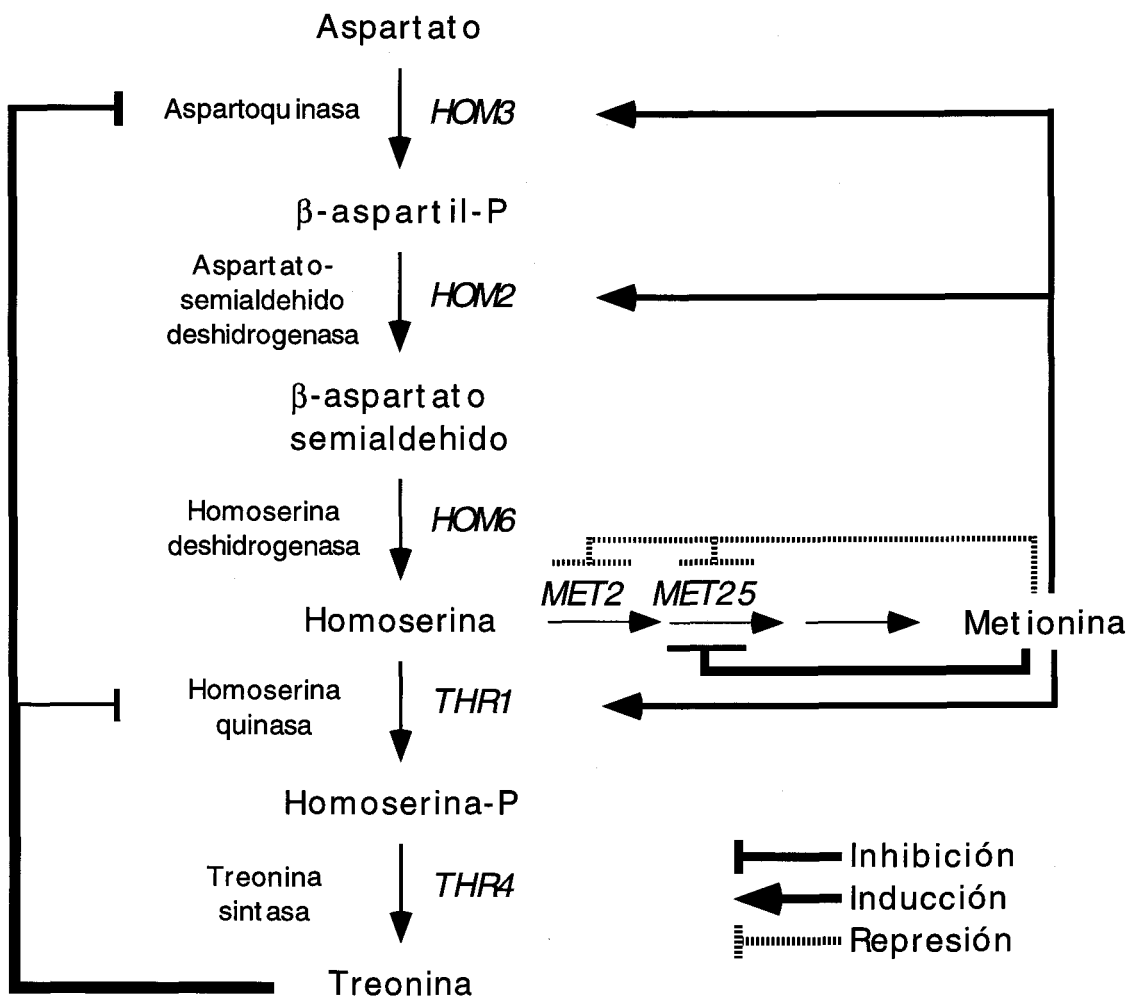 Aspartato
Aspartoquinasa
HOM3
β-aspartil-P
Aspartato-
semialdehido
deshidrogenasa
HOM2
β-aspartato
semialdehido
Homoserina
deshidrogenasa
HOM6
MET2 MET25
Homoserina
Metionina
Homoserina
quinasa
THR1
Homoserina-P
Treonina
sintasa
THR4
Treonina
Inhibición
Inducción
Represión